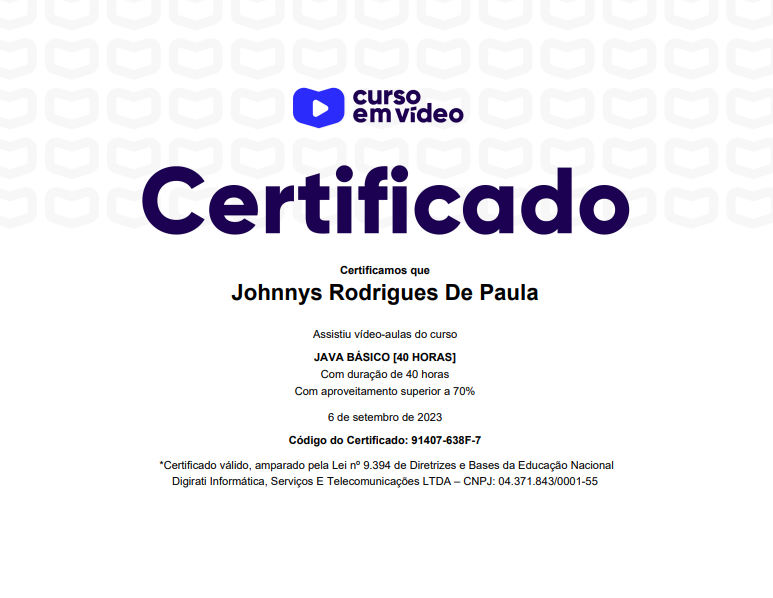 curso
em vídeo
Certificado
Certificamos que
Johnnys Rodrigues De Paula
Assistiu vídeo-aulas do curso
JAVA BÁSICO [40 HORAS]
Com duração de 40 horas
Com aproveitamento superior a 70%
6 de setembro de 2023
Código do Certificado: 91407-638F-7
*Certificado válido, amparado pela Lei nº 9.394 de Diretrizes e Bases da Educação Nacional
Digirati Informática, Serviços E Telecomunicações LTDA – CNPJ: 04.371.843/0001-55